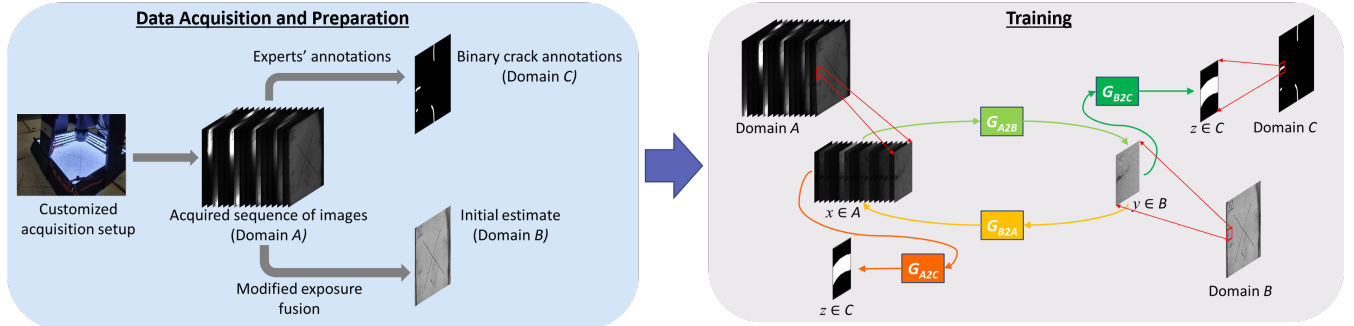 Data Acquisition and Preparation
Experts' annotations
Binary crack annotations
(Domain C)
Customized
acquisition setup
Acquired sequence of images
(Domain A)
Initial estimate
(Domain B)
Modified exposure
fusion
Training
Domain A
G_A2B
G_B2C
z ∈ C
Domain C
x ∈ A
y ∈ B
G_B2A
G_A2C
z ∈ C
Domain B